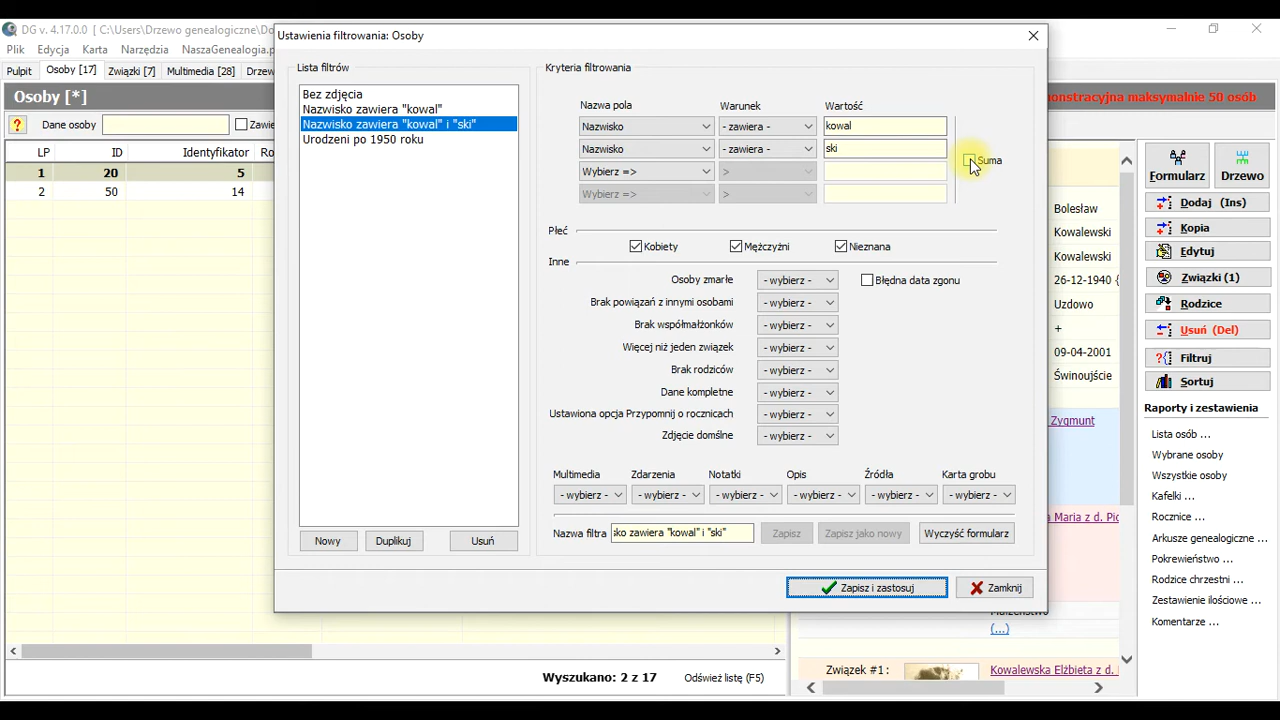 DG v. 4.17.0.0 [ C:\Users\Drzewo genealogiczne\Do
Plik Edycja Karta Narzędzia NaszaGenealogia.p
Pulpit Osoby [17] Związki [7] Multimedia [28] Drzew
Osoby [*]
monstracyjna maksymalnie 50 osób
? Dane osoby Zawie
LP ID Identyfikator Ro
1 20 5
2 50 14
Wyszukano: 2 z 17 Odśwież listę (F5)
Ustawienia filtrowania: Osoby
Lista filtrów
Bez zdjęcia
Nazwisko zawiera "kowal"
Nazwisko zawiera "kowal" i "ski"
Urodzeni po 1950 roku
Nowy Duplikuj Usuń
Kryteria filtrowania
Nazwa pola Warunek Wartość
Nazwisko - zawiera - kowal
Nazwisko - zawiera - ski
Suma
Wybierz => >
Wybierz => >
Płeć
Kobiety Mężczyźni Nieznana
Inne
Osoby zmarłe - wybierz - Błędna data zgonu
Brak powiązań z innymi osobami - wybierz -
Brak współmałżonków - wybierz -
Więcej niż jeden związek - wybierz -
Brak rodziców - wybierz -
Dane kompletne - wybierz -
Ustawiona opcja Przypomnij o rocznicach - wybierz -
Zdjęcie domślne - wybierz -
Multimedia Zdarzenia Notatki Opis Źródła Karta grobu
- wybierz - - wybierz - - wybierz - - wybierz - - wybierz - - wybierz -
Nazwa filtra sko zawiera "kowal" i "ski" Zapisz Zapisz jako nowy Wyczyść formularz
Zapisz i zastosuj Zamknij
Bolesław
Kowalewski
Kowalewski
26-12-1940 {
Uzdowo
+
09-04-2001
Świnoujście
Zygmunt
a Maria z d. Pio
(...)
Związek #1: Kowalewska Elżbieta z d.
Formularz Drzewo
Dodaj (Ins)
Kopia
Edytuj
Związki (1)
Rodzice
Usuń (Del)
Filtruj
Sortuj
Raporty i zestawienia
Lista osób ...
Wybrane osoby
Wszystkie osoby
Kafelki ...
Rocznice ...
Arkusze genealogiczne ...
Pokrewieństwo ...
Rodzice chrzestni ...
Zestawienie ilościowe ...
Komentarze ...